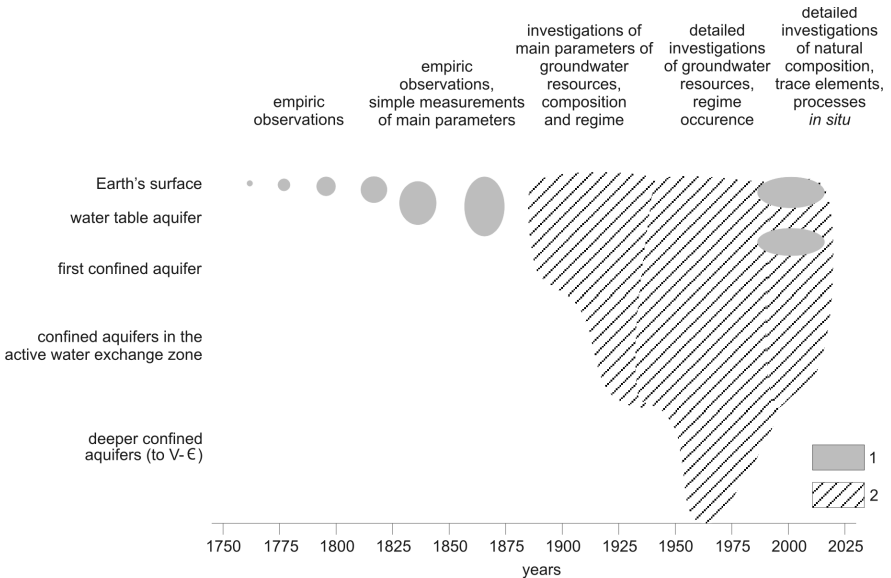 empiric
observations
empiric
observations,
simple measurements
of main parameters
investigations of
main parameters of
groundwater
resources,
composition
and regime
detailed
investigations
of groundwater
resources,
regime
occurence
detailed
investigations
of natural
composition,
trace elements,
processes
in situ
Earth's surface
water table aquifer
first confined aquifer
confined aquifers in the
active water exchange zone
deeper confined
aquifers (to V-Є)
1
2
1750 1775 1800 1825 1850 1875 1900 1925 1950 1975 2000 2025
years